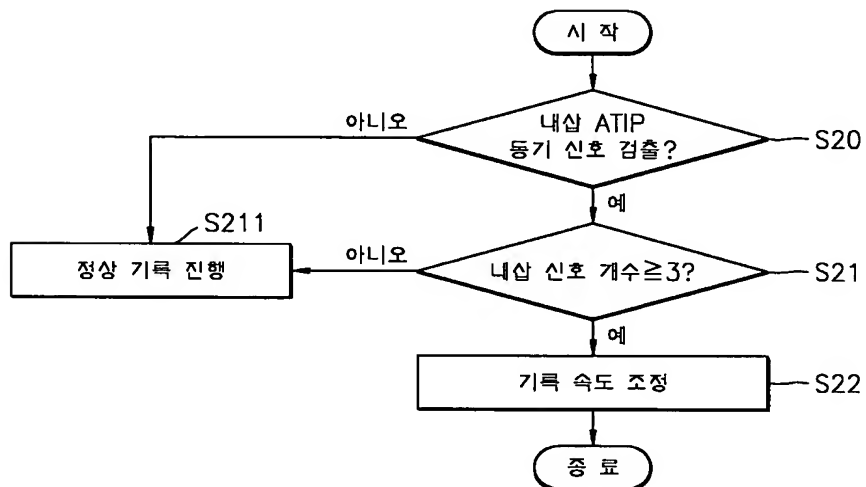 시 작
내삽 ATIP
동기 신호 검출?
S20
아니오
예
S211
정상 기록 진행
아니오
내삽 신호 개수≧3?
S21
예
기록 속도 조정
S22
종 료